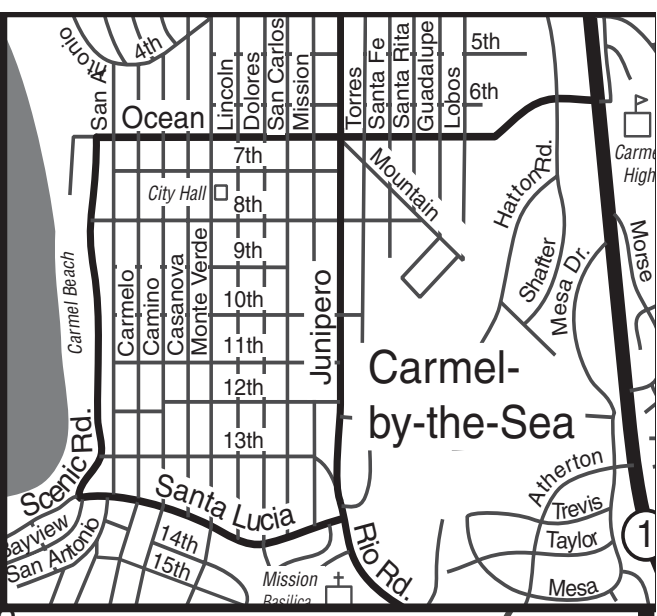 San Antonio
4th
Lincoln
Dolores
San Carlos
Mission
Torres
Santa Fe
Santa Rita
Guadalupe
Lobos
5th
6th
Ocean
7th
City Hall
8th
Mountain
Hatton Rd.
Carme
High
Carmel Beach
Carmelo
Camino
Casanova
Monte Verde
9th
10th
11th
12th
13th
Junipero
Shafter
Mesa Dr.
Morse
Carmel-
by-the-Sea
Scenic Rd.
Santa Lucia
Bayview
San Antonio
14th
15th
Mission
Basilica
Rio Rd.
Atherton
Trevis
Taylor
Mesa
1